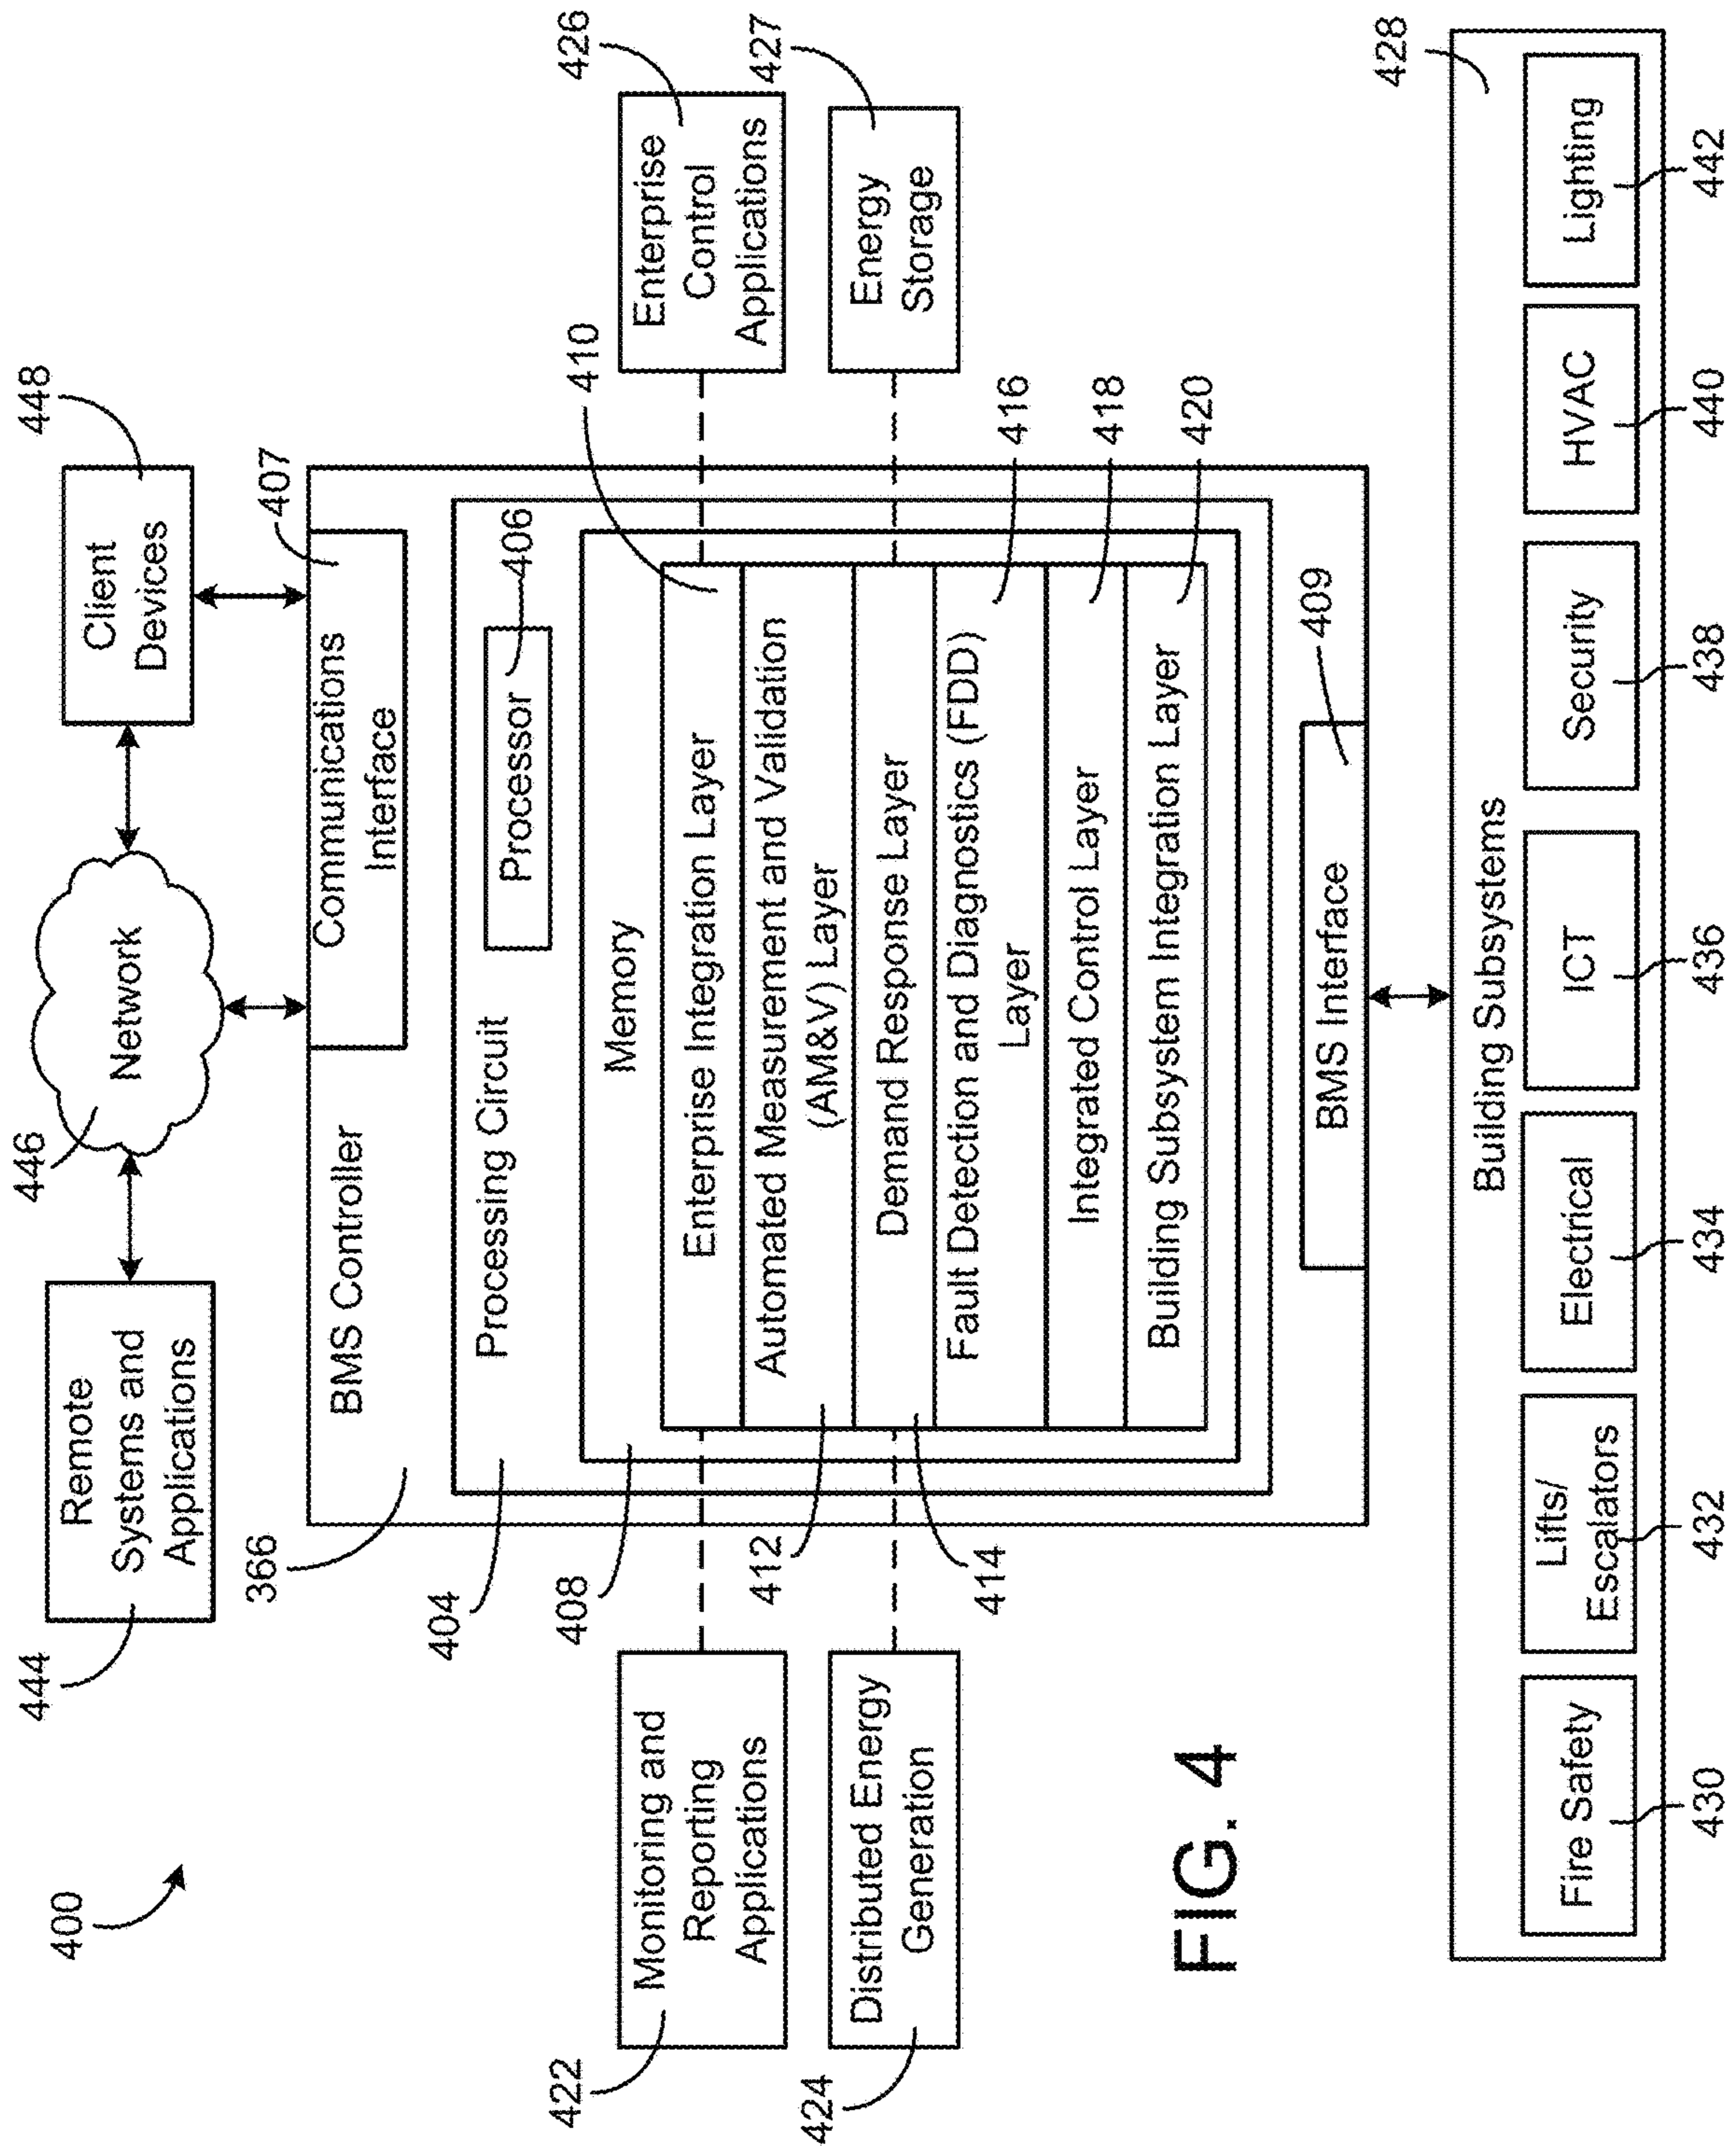 400
444
Remote
Systems and
Applications
446
Network
Client
Devices
448
366
BMS Controller
Communications
Interface
407
404
Processing Circuit
Processor
406
408
Memory
410
Enterprise Integration Layer
Automated Measurement and Validation
(AM&V) Layer
412
Demand Response Layer
414
Fault Detection and Diagnostics (FDD)
Layer
416
Integrated Control Layer
418
Building Subsystem Integration Layer
420
422
Monitoring and
Reporting
Applications
424
Distributed Energy
Generation
Enterprise
Control
Applications
426
Energy
Storage
427
BMS Interface
409
FIG. 4
Building Subsystems
428
Fire Safety
Lifts/
Escalators
Electrical
ICT
Security
HVAC
Lighting
430
432
434
436
438
440
442